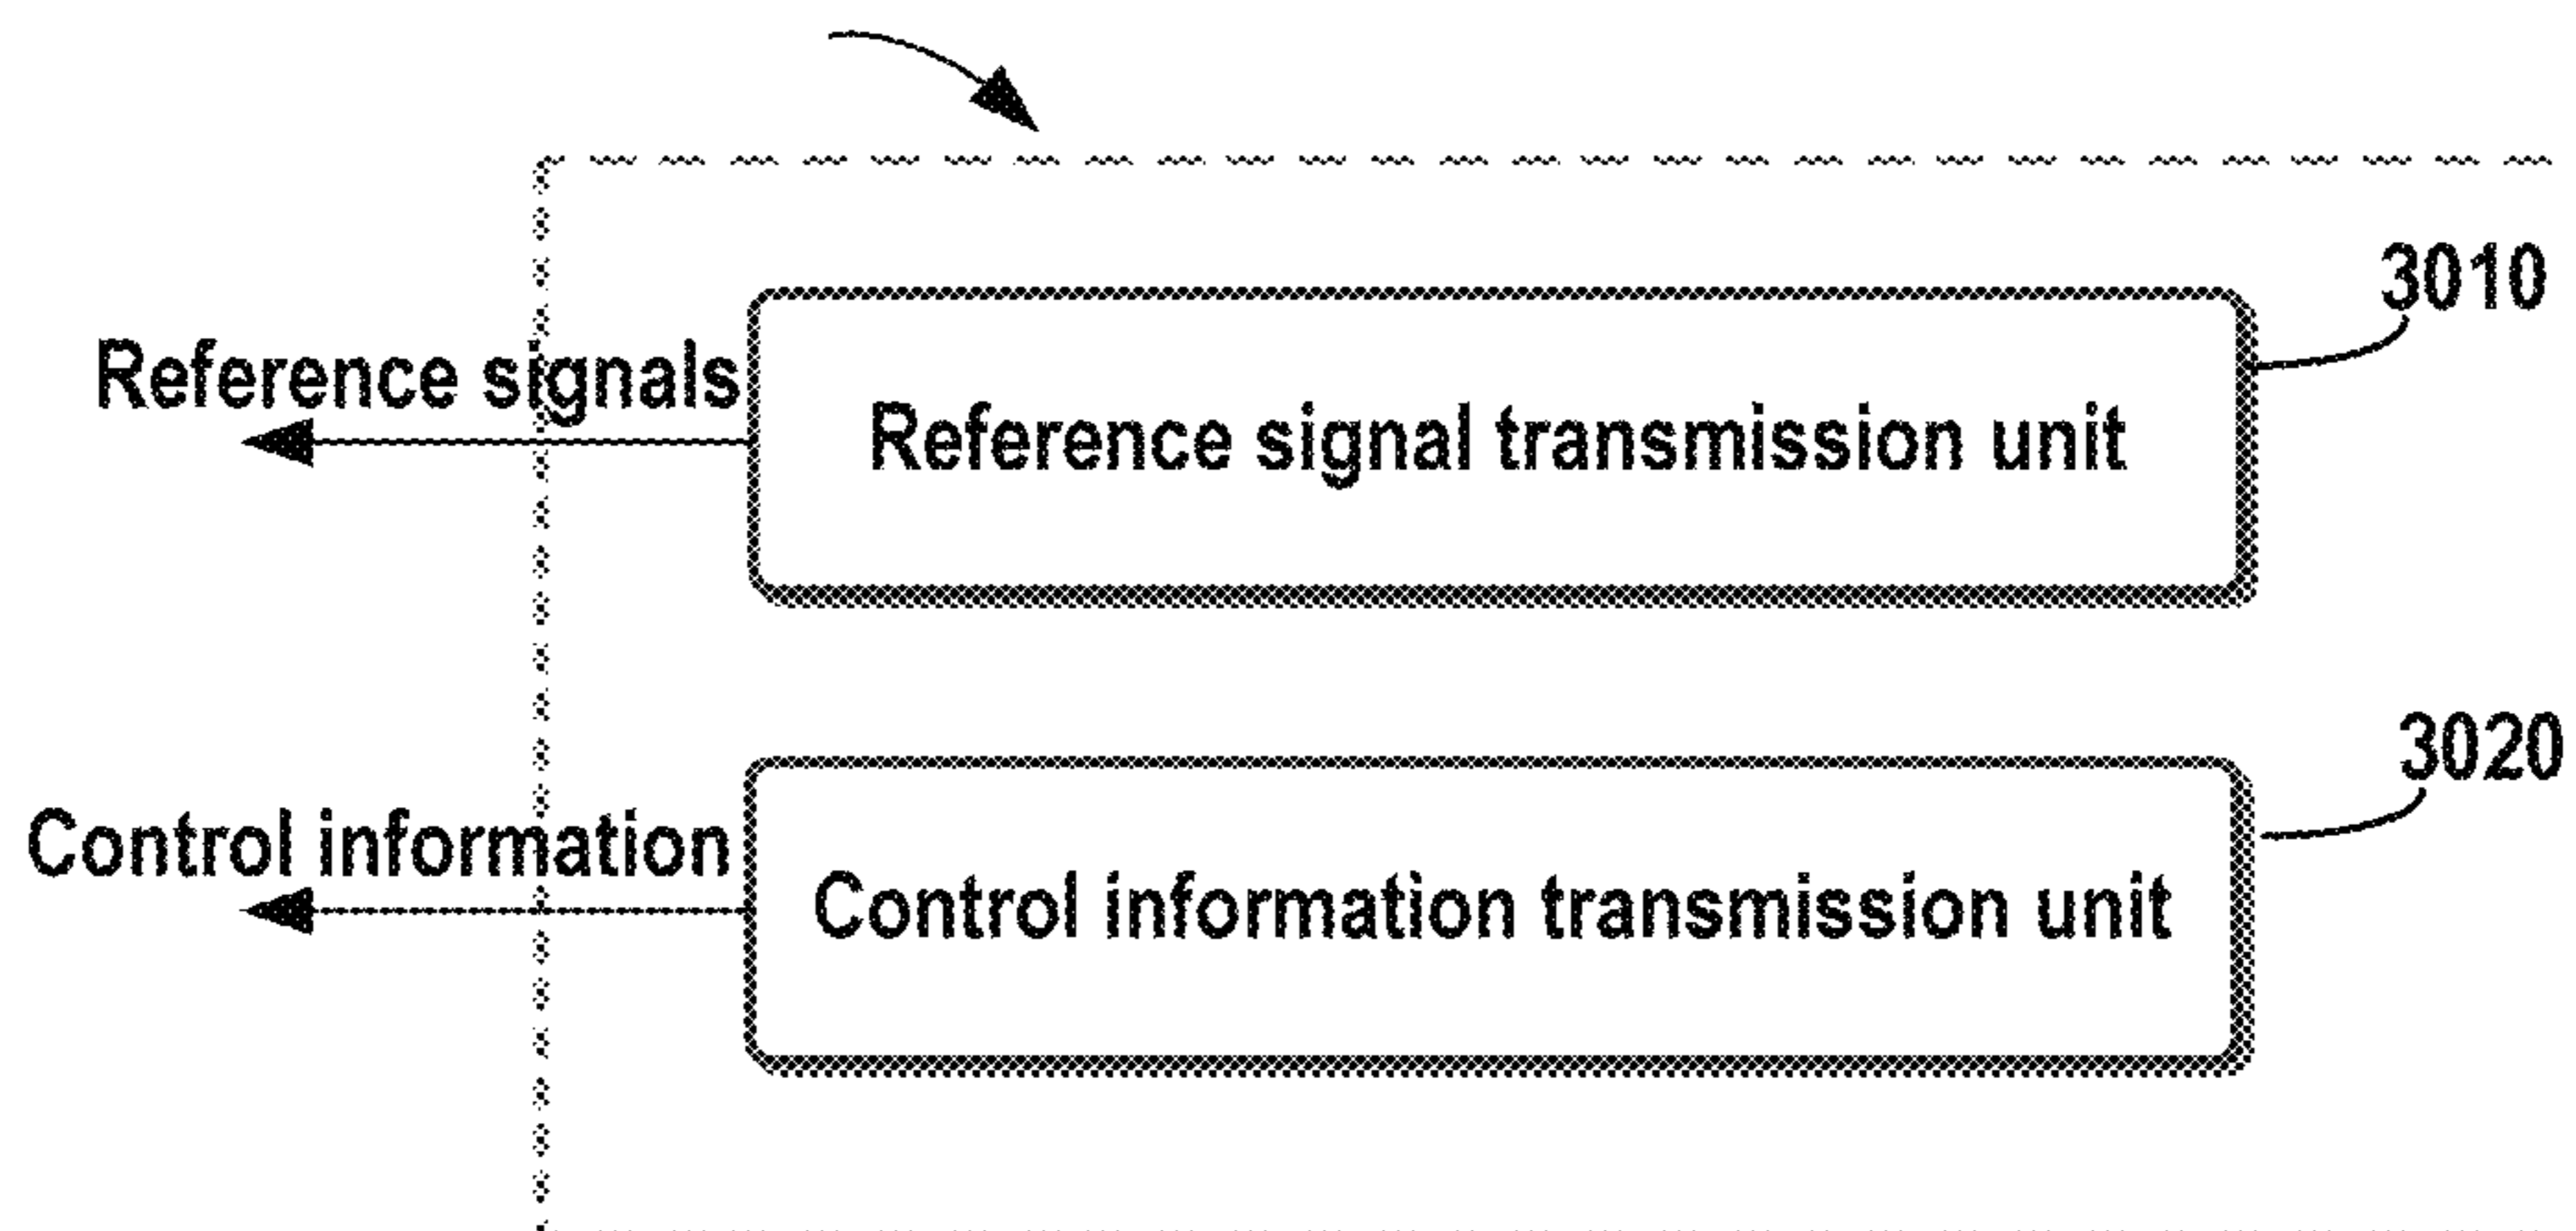 3010
Reference signals
Reference signal transmission unit
3020
Control information
Control information transmission unit